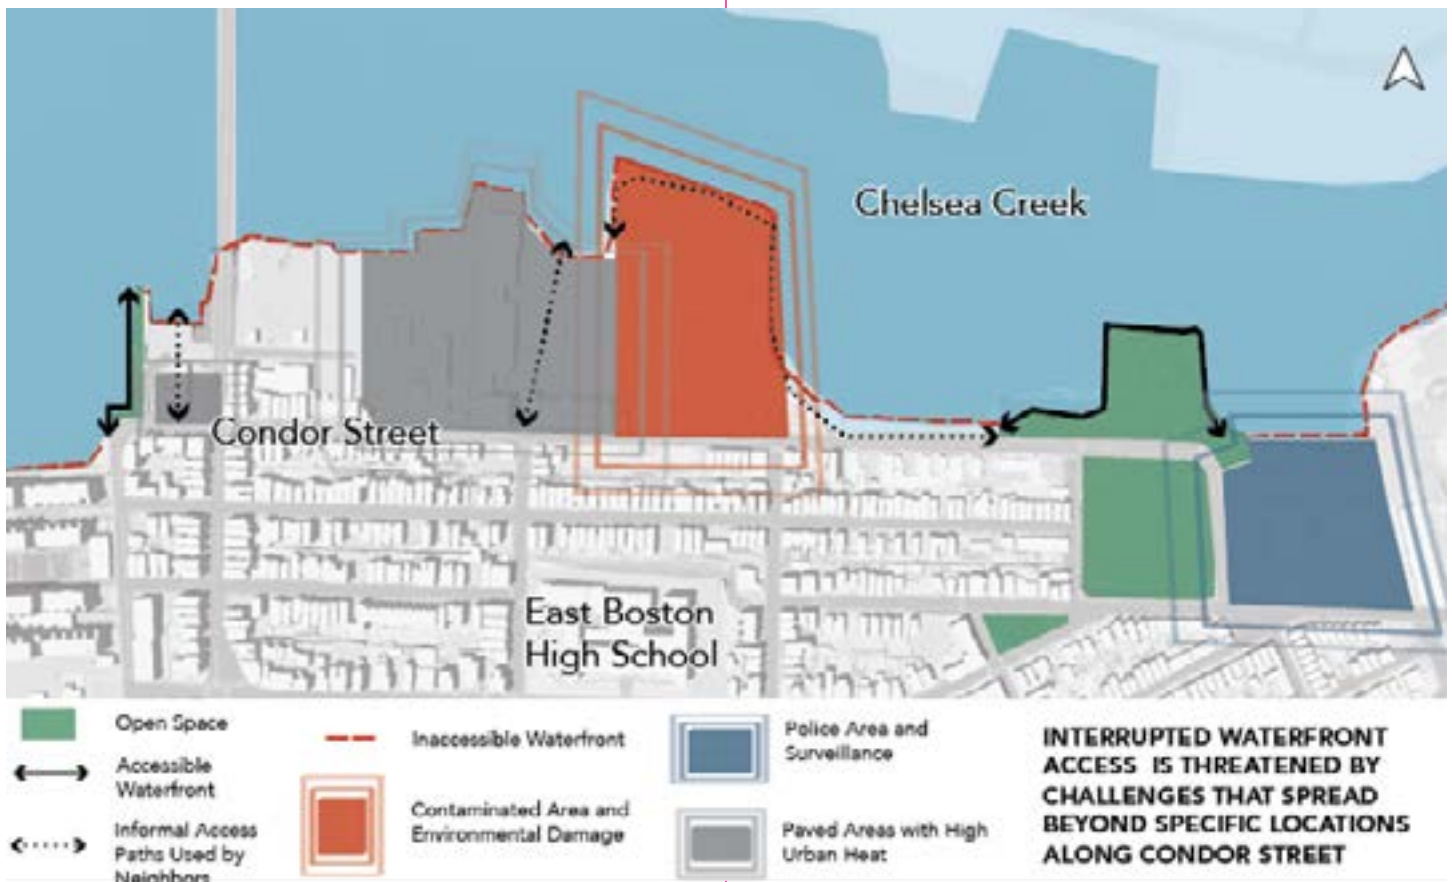 Chelsea Creek
Condor Street
East Boston
High School
Open Space
Accessible
Waterfront
Informal Access
Paths Used by
Neighbors
Inaccessible Waterfront
Contaminated Area and
Environmental Damage
Police Area and
Surveillance
Paved Areas with High
Urban Heat
INTERRUPTED WATERFRONT
ACCESS IS THREATENED BY
CHALLENGES THAT SPREAD
BEYOND SPECIFIC LOCATIONS
ALONG CONDOR STREET